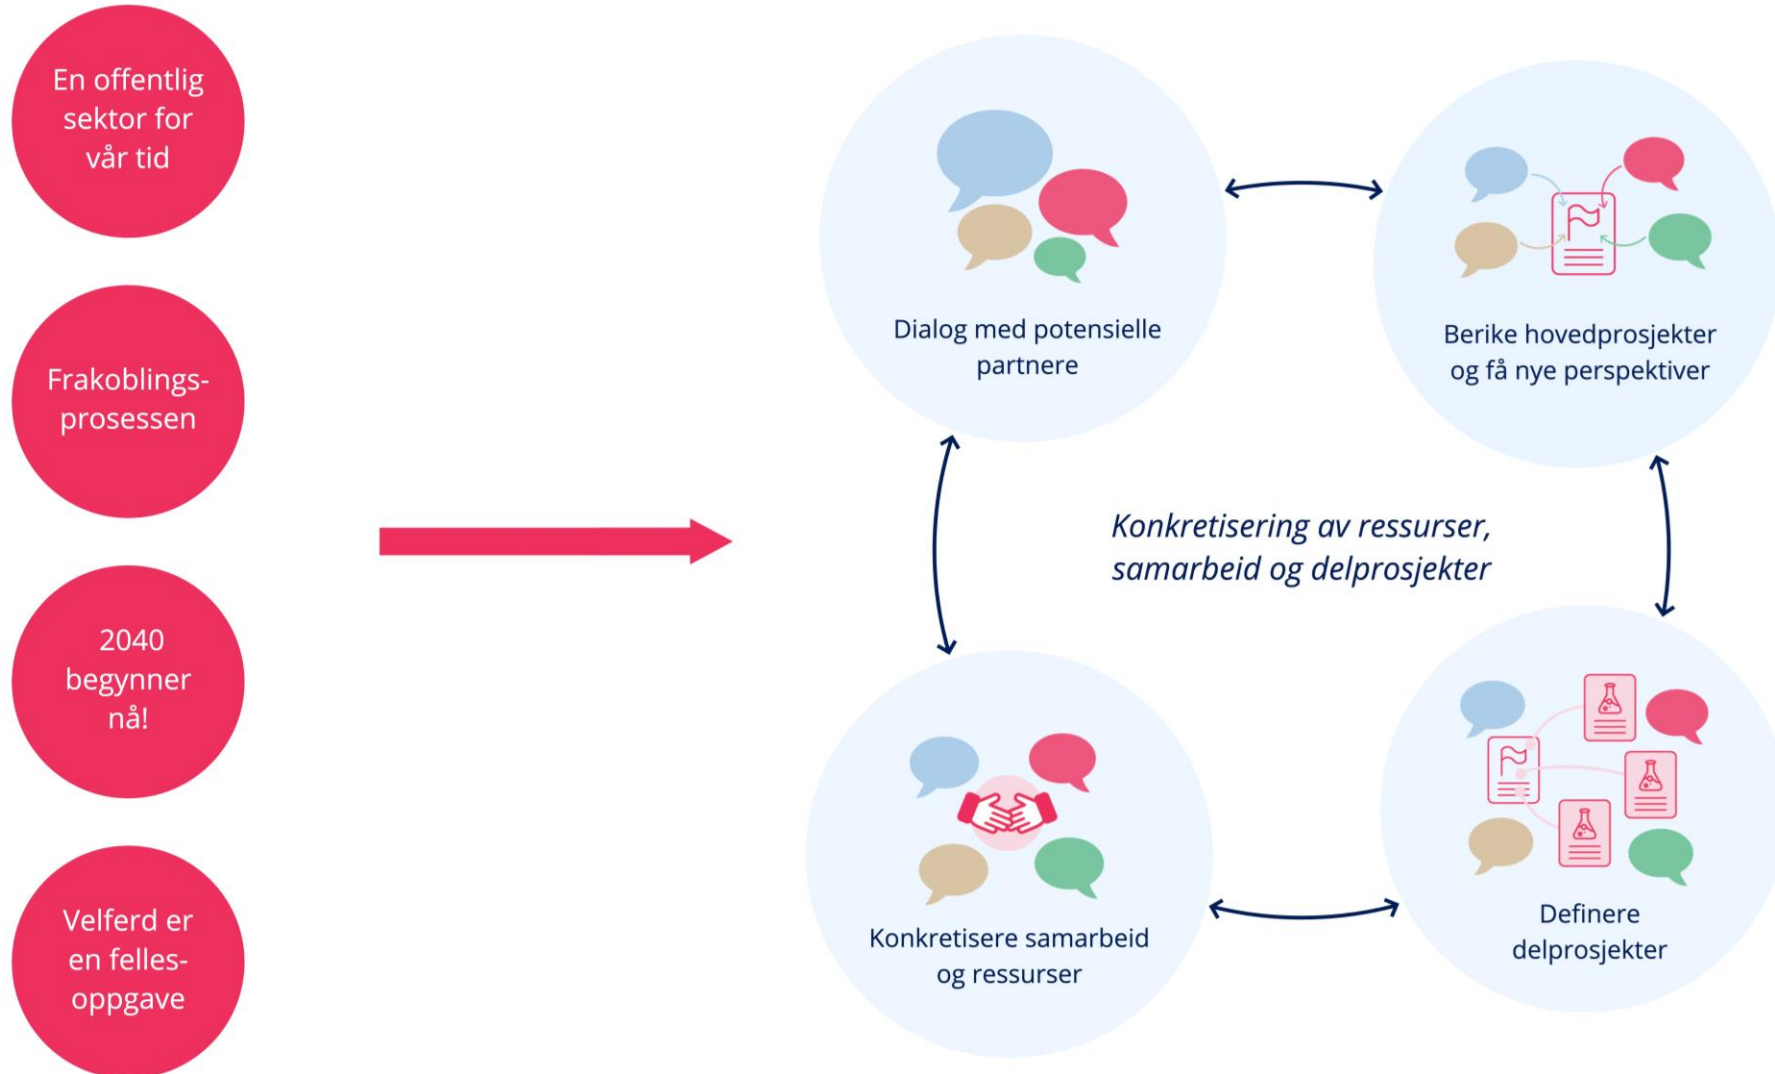 En offentlig
sektor for
vår tid
Frakoblings-
prosessen
2040
begynner
nå!
Velferd er
en felles-
oppgave
Dialog med potensielle
partnere
Berike hovedprosjekter
og få nye perspektiver
Konkretisering av ressurser,
samarbeid og delprosjekter
Konkretisere samarbeid
og ressurser
Definere
delprosjekter